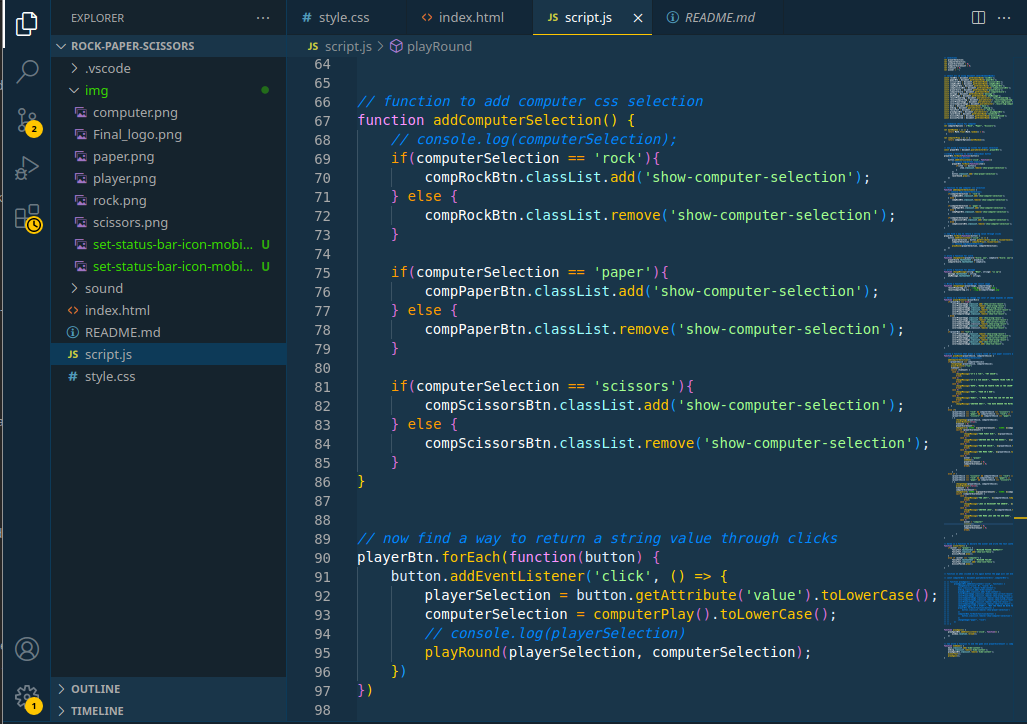 EXPLORER
ROCK-PAPER-SCISSORS
.vscode
img
computer.png
Final_logo.png
paper.png
player.png
rock.png
scissors.png
set-status-bar-icon-mobi... U
set-status-bar-icon-mobi... U
sound
index.html
README.md
script.js
style.css
OUTLINE
TIMELINE
2
1
style.css
index.html
JS script.js
README.md
JS script.js > playRound
64
65
66 // function to add computer css selection
67 function addComputerSelection() {
68 // console.log(computerSelection);
69 if(computerSelection == 'rock'){
70 compRockBtn.classList.add('show-computer-selection');
71 } else {
72 compRockBtn.classList.remove('show-computer-selection');
73 }
74
75 if(computerSelection == 'paper'){
76 compPaperBtn.classList.add('show-computer-selection');
77 } else {
78 compPaperBtn.classList.remove('show-computer-selection');
79 }
80
81 if(computerSelection == 'scissors'){
82 compScissorsBtn.classList.add('show-computer-selection');
83 } else {
84 compScissorsBtn.classList.remove('show-computer-selection');
85 }
86 }
87
88
89 // now find a way to return a string value through clicks
90 playerBtn.forEach(function(button) {
91 button.addEventListener('click', () => {
92 playerSelection = button.getAttribute('value').toLowerCase();
93 computerSelection = computerPlay().toLowerCase();
94 // console.log(playerSelection)
95 playRound(playerSelection, computerSelection);
96 })
97 })
98